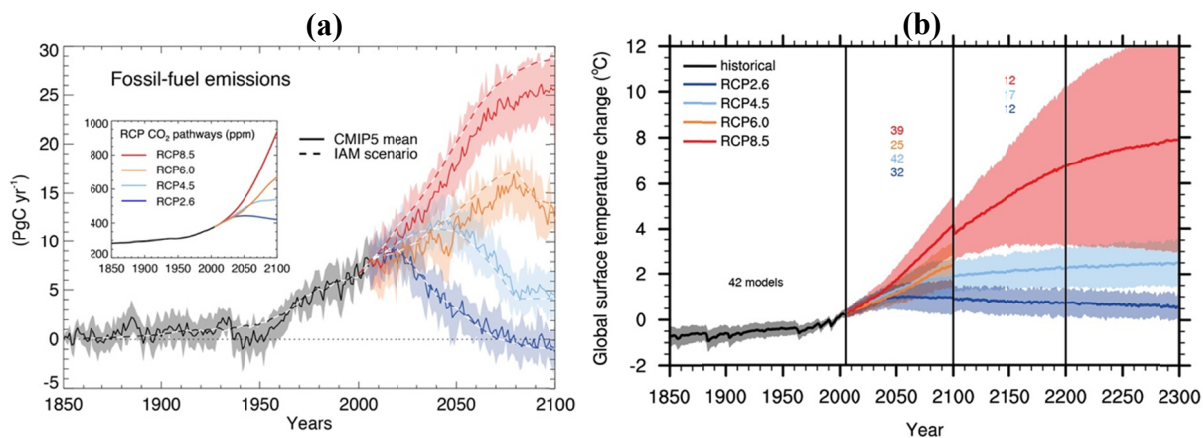 (a)
30
25
20
15
10
5
0
-5
(PgC yr⁻¹)
Fossil-fuel emissions
1000
800
600
400
200
RCP CO₂ pathways (ppm)
RCP8.5
RCP6.0
RCP4.5
RCP2.6
1850 1900 1950 2000 2050 2100
CMIP5 mean
IAM scenario
1850 1900 1950 2000 2050 2100
Years
(b)
Global surface temperature change (°C)
12
10
8
6
4
2
0
-2
historical
RCP2.6
RCP4.5
RCP6.0
RCP8.5
39
25
42
32
12
17
12
42 models
1850 1900 1950 2000 2050 2100 2150 2200 2250 2300
Year